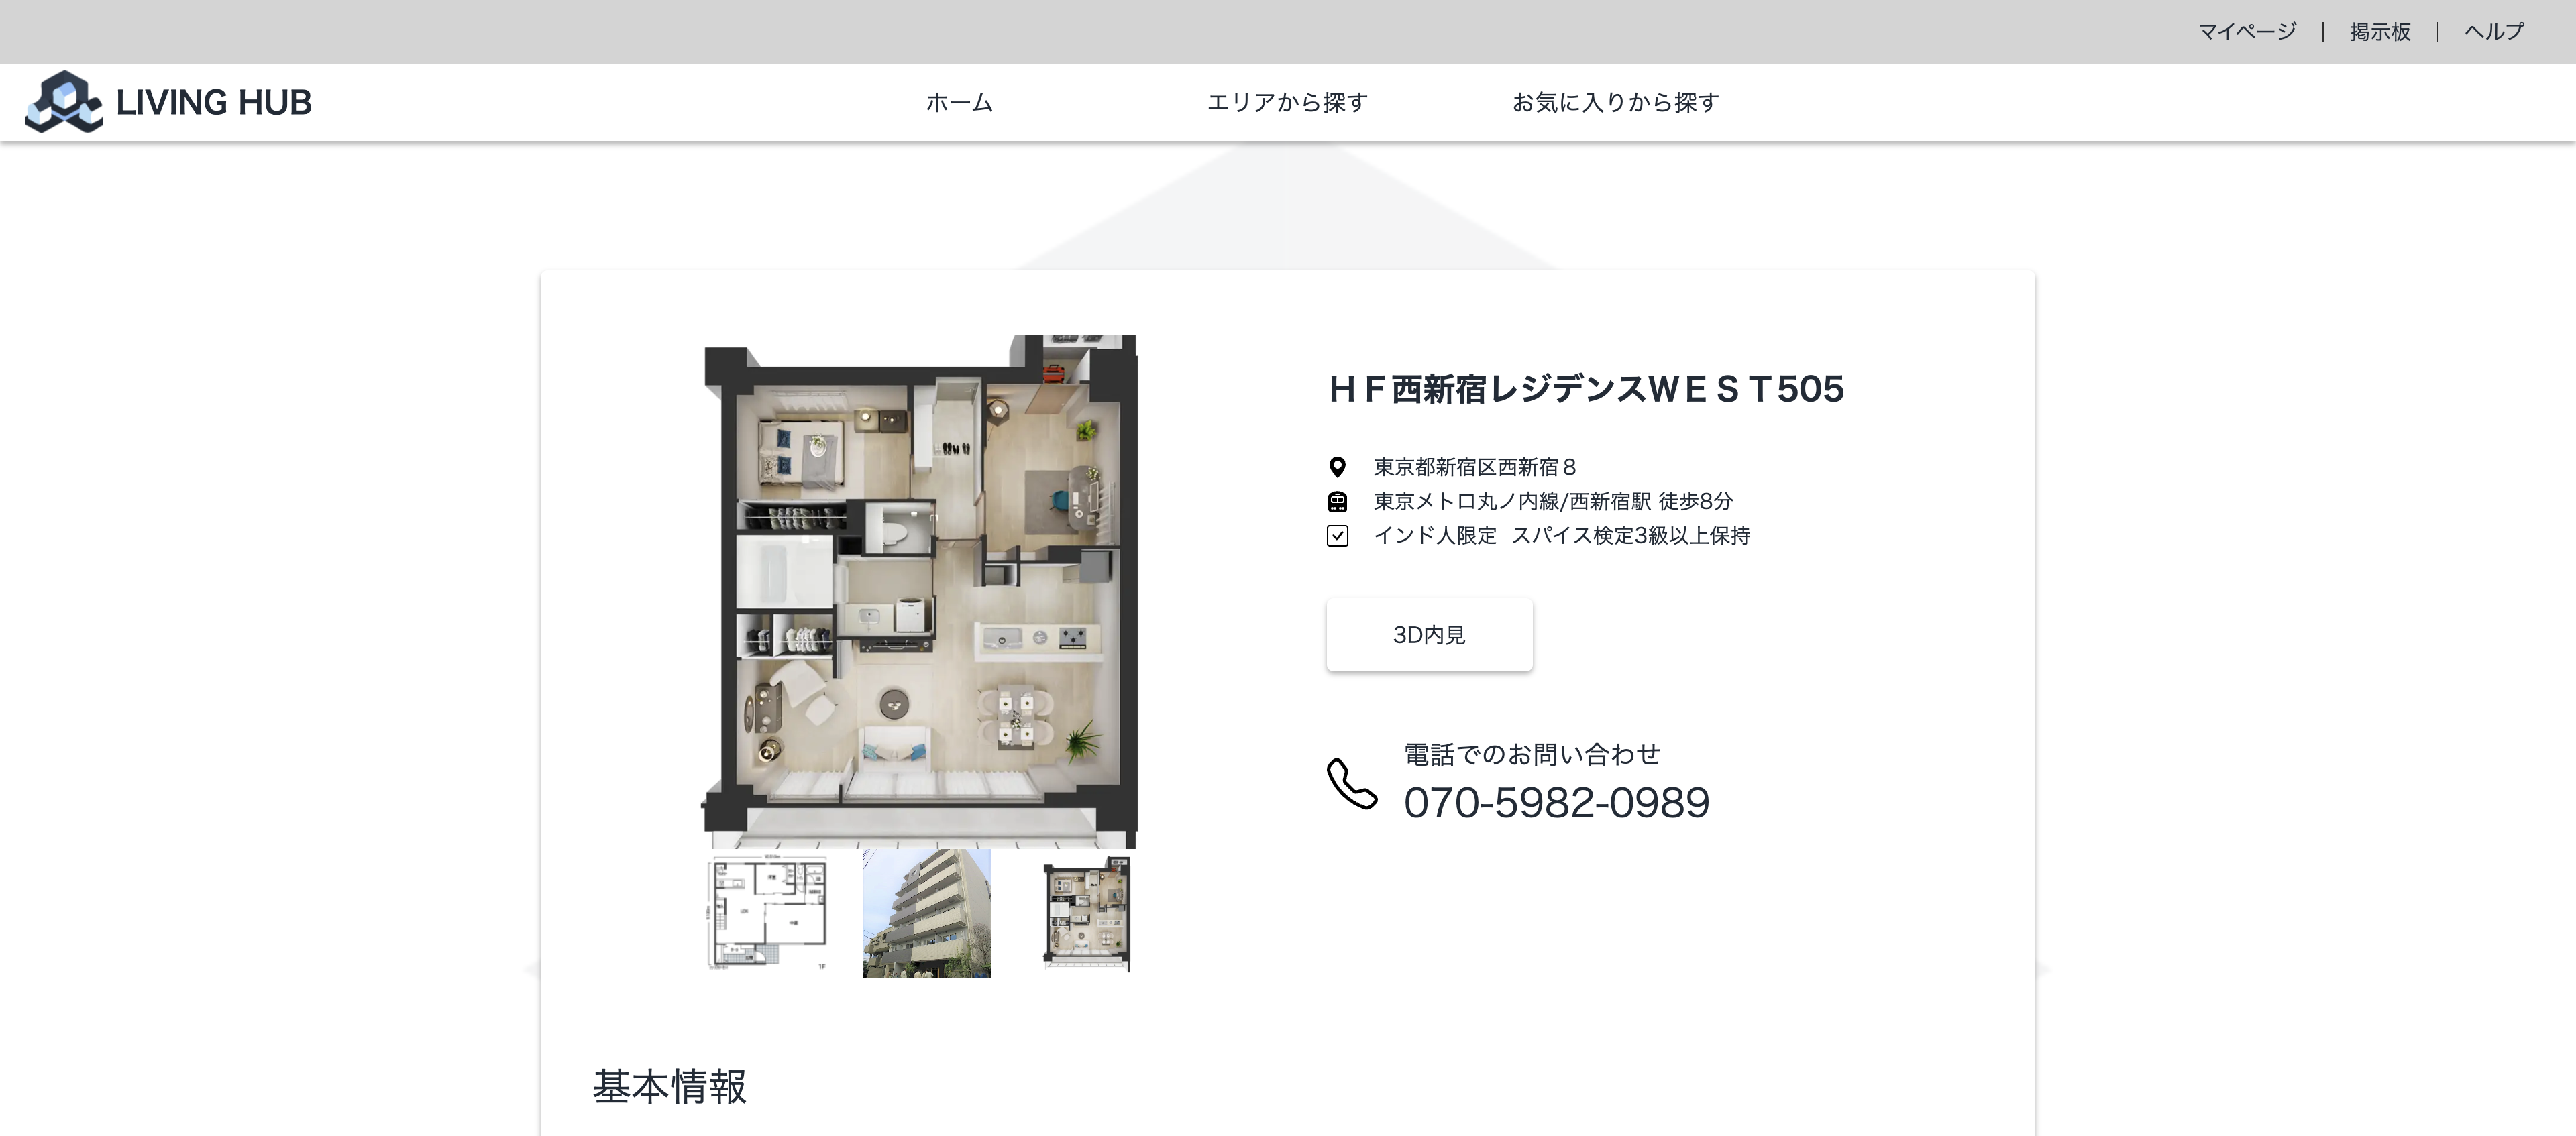 マイページ | 掲示板 | ヘルプ
LIVING HUB
ホーム エリアから探す お気に入りから探す
ＨＦ西新宿レジデンスＷＥＳＴ505
東京都新宿区西新宿８
東京メトロ丸ノ内線/西新宿駅 徒歩8分
インド人限定 スパイス検定3級以上保持
3D内見
電話でのお問い合わせ
070-5982-0989
1F
基本情報